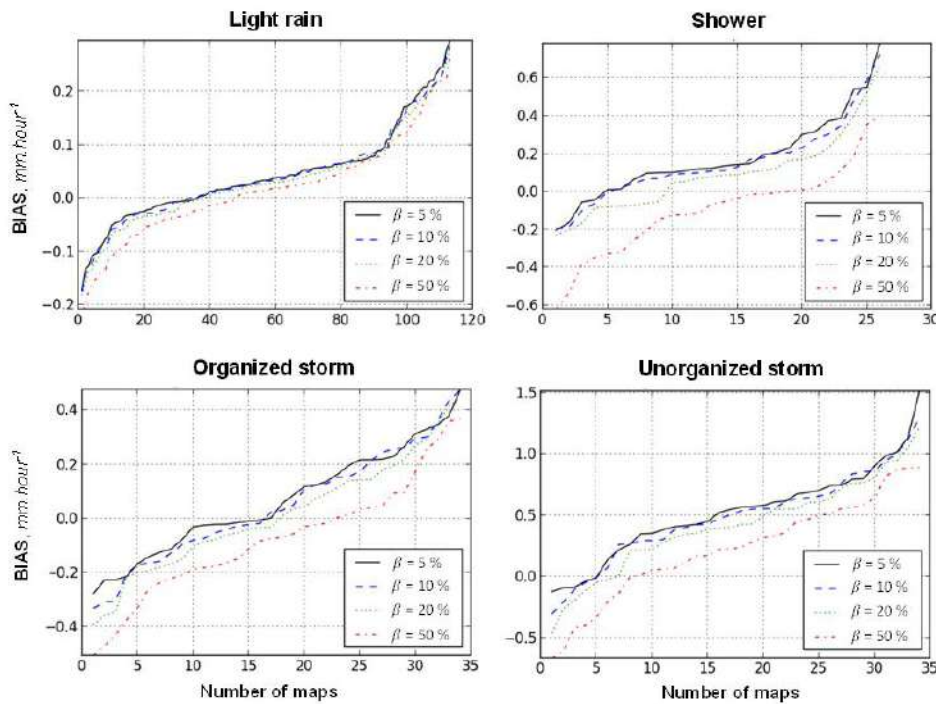 Light rain
BIAS, mm hour-1
0.2
0.1
0.0
−0.1
−0.2
0
20
40
60
80
100
120
β = 5 %
β = 10 %
β = 20 %
β = 50 %
Shower
0.6
0.4
0.2
0.0
−0.2
−0.4
−0.6
0
5
10
15
20
25
30
β = 5 %
β = 10 %
β = 20 %
β = 50 %
Organized storm
BIAS, mm hour-1
0.4
0.2
0.0
−0.2
−0.4
0
5
10
15
20
25
30
35
β = 5 %
β = 10 %
β = 20 %
β = 50 %
Number of maps
Unorganized storm
1.5
1.0
0.5
0.0
−0.5
0
5
10
15
20
25
30
35
β = 5 %
β = 10 %
β = 20 %
β = 50 %
Number of maps